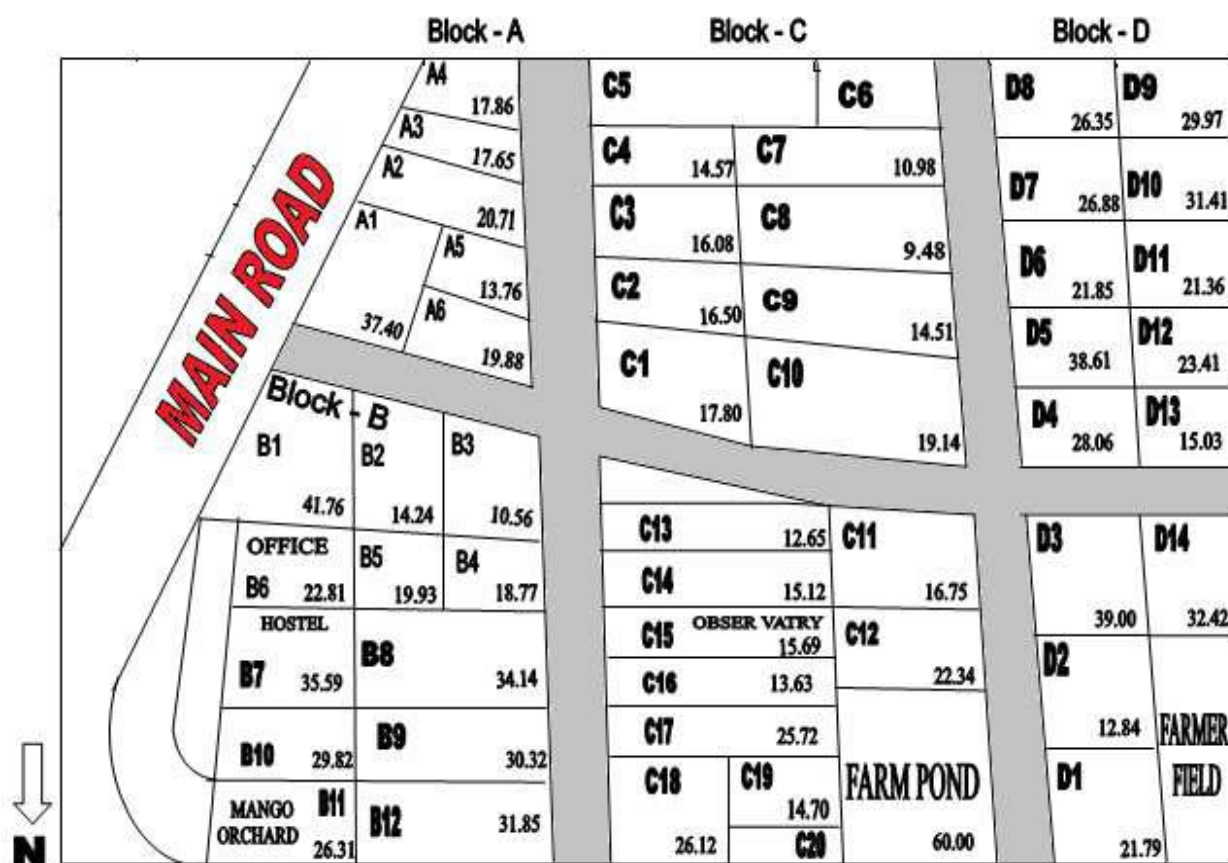 Block - A
Block - C
Block - D
MAIN ROAD
A4
17.86
A3
17.65
A2
20.71
A1
37.40
A5
13.76
A6
19.88
Block - B
B1
41.76
B2
14.24
B3
10.56
OFFICE
B6 22.81
B5
19.93
B4
18.77
HOSTEL
B7 35.59
B8
34.14
B10 29.82
B9
30.32
MANGO
ORCHARD
B11
26.31
B12
31.85
N
C5
C6
C4
14.57
C7
10.98
C3
16.08
C8
9.48
C2
16.50
C9
14.51
C1
17.80
C10
19.14
C13 12.65
C11
16.75
C14 15.12
C15 OBSER VATRY
15.69
C12
22.34
C16 13.63
C17 25.72
C18
26.12
C19
14.70
C20
FARM POND
60.00
D8
26.35
D9
29.97
D7
26.88
D10
31.41
D6
21.85
D11
21.36
D5
38.61
D12
23.41
D4
28.06
D13
15.03
D3
39.00
D14
32.42
D2
12.84
FARMER
FIELD
D1
21.79